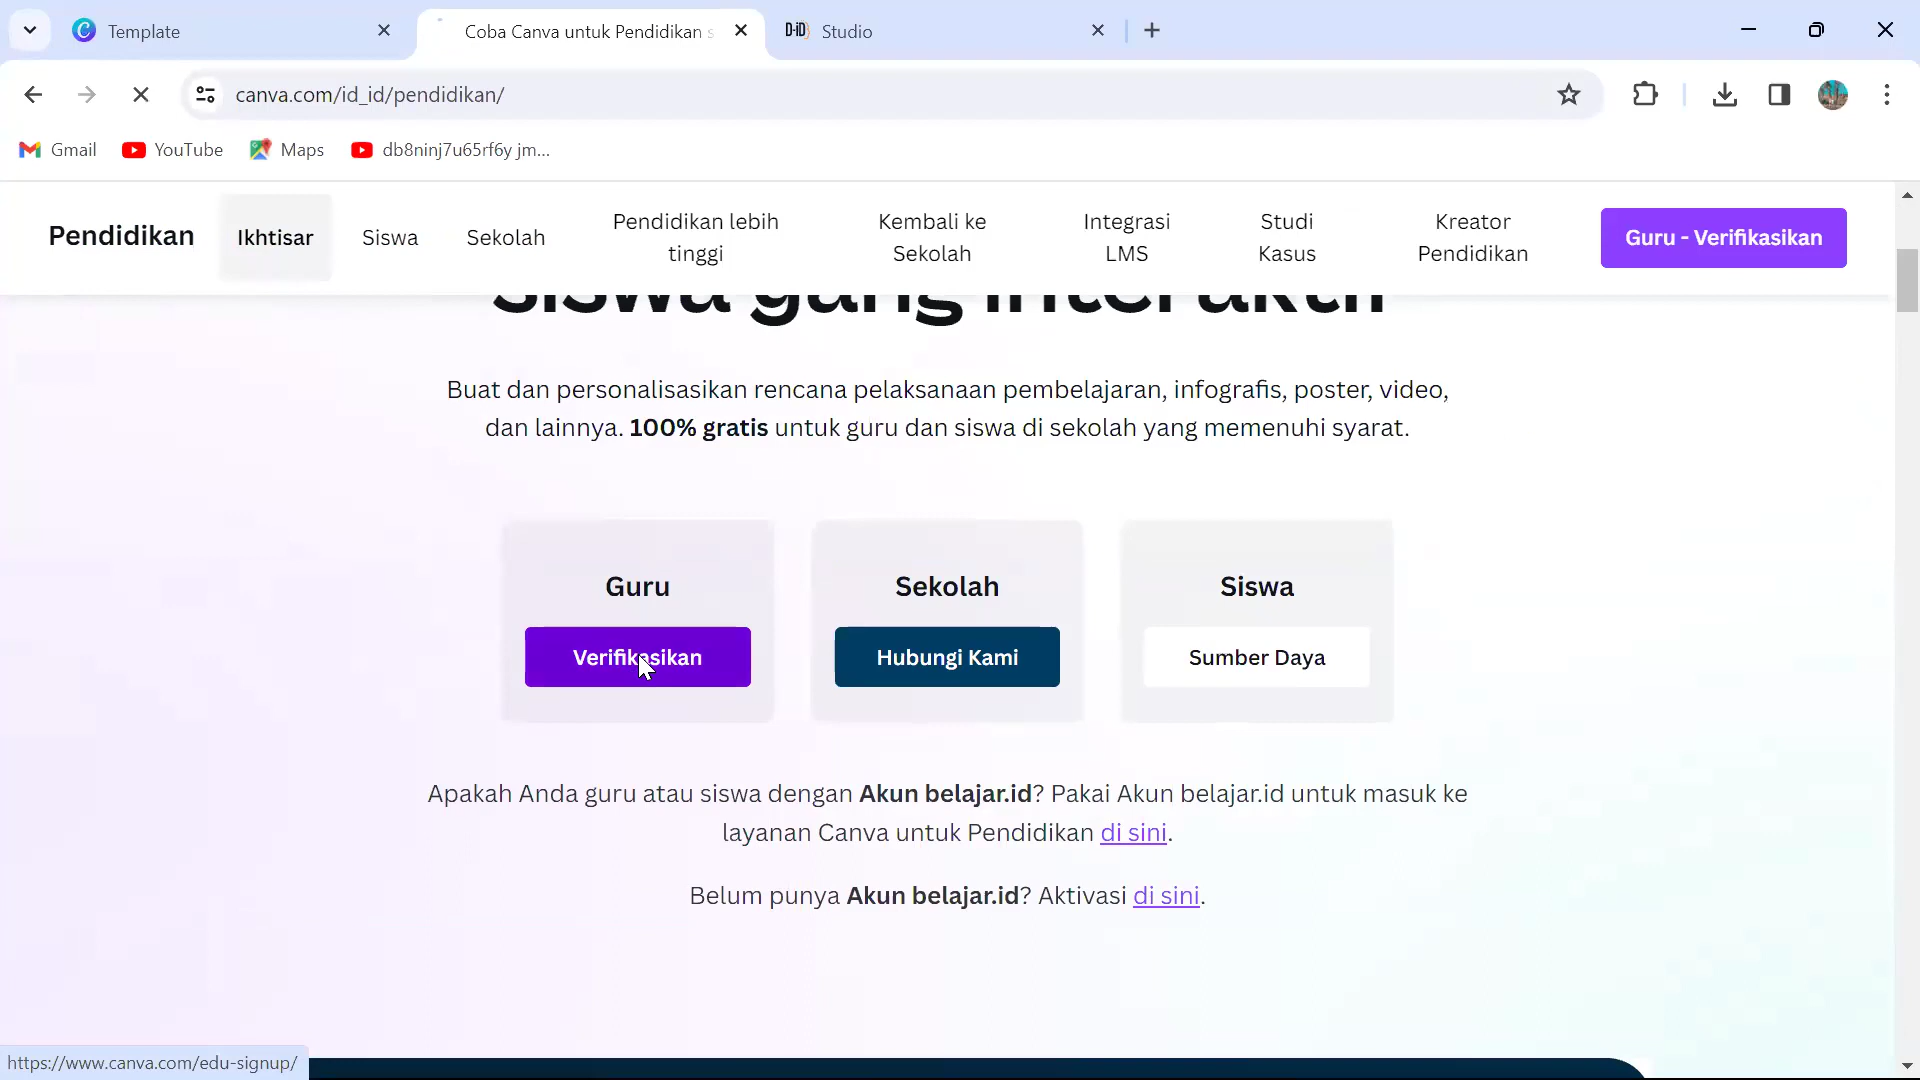 Template
Coba Canva untuk Pendidikan s
Studio
canva.com/id_id/pendidikan/
Gmail
YouTube
Maps
db8ninj7u65rf6y jm...
Pendidikan
Ikhtisar
Siswa
Sekolah
Pendidikan lebih
tinggi
Kembali ke
Sekolah
Integrasi
LMS
Studi
Kasus
Kreator
Pendidikan
Guru - Verifikasikan
siswa yang interaktif
Buat dan personalisasikan rencana pelaksanaan pembelajaran, infografis, poster, video,
dan lainnya. 100% gratis untuk guru dan siswa di sekolah yang memenuhi syarat.
Guru
Verifikasikan
Sekolah
Hubungi Kami
Siswa
Sumber Daya
Apakah Anda guru atau siswa dengan Akun belajar.id? Pakai Akun belajar.id untuk masuk ke
layanan Canva untuk Pendidikan di sini.
Belum punya Akun belajar.id? Aktivasi di sini.
https://www.canva.com/edu-signup/